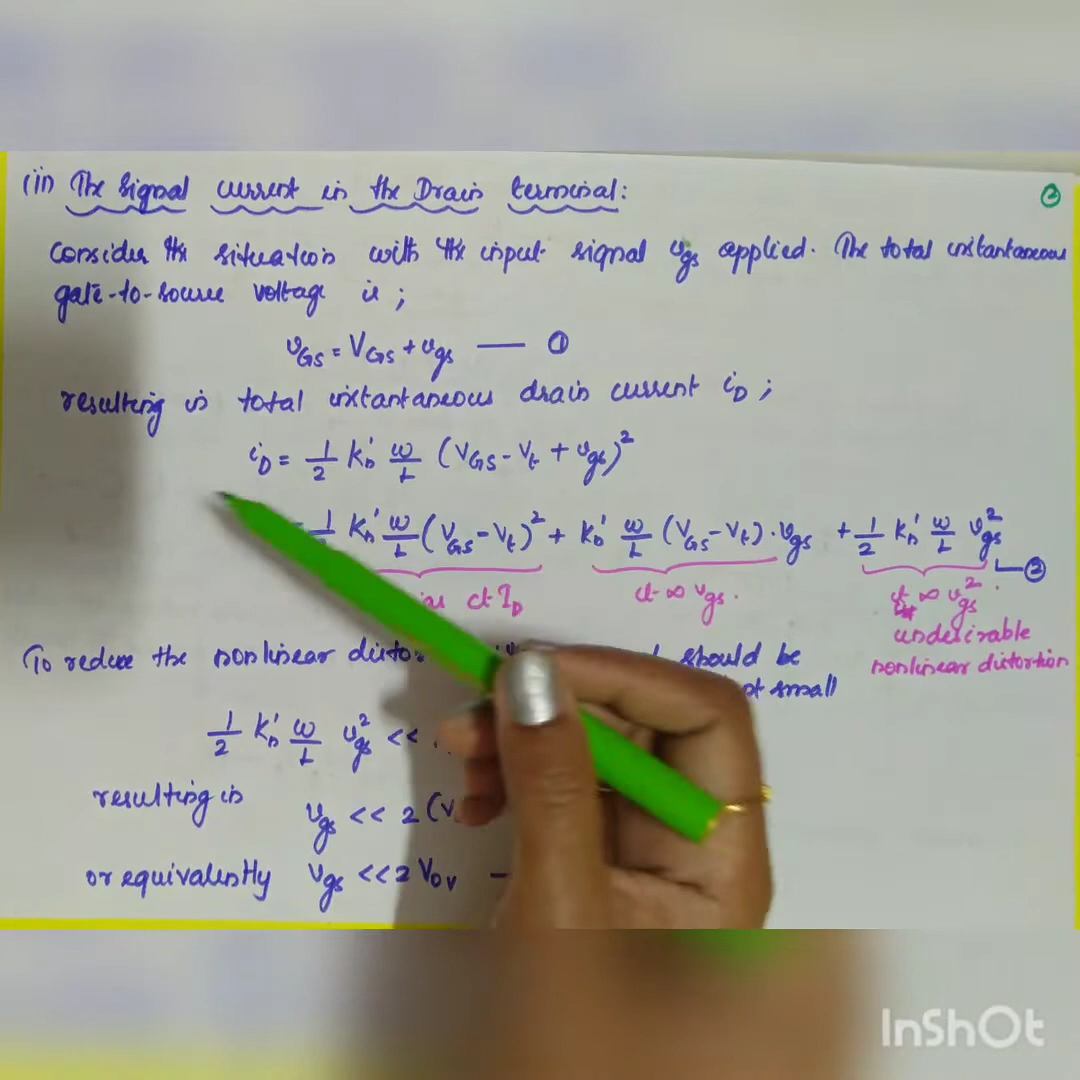 (ii) The Signal current in the Drain terminal:
②
Consider the situation with the input signal vgs applied. The total instantaneous
gate-to-source voltage is;
vGS = VGS + vgs — ①
resulting in total instantaneous drain current iD;
iD = 1/2 kn' W/L (VGS - Vt + vgs)²
= 1/2 kn' W/L (VGS - Vt)² + kn' W/L (VGS - Vt) . vgs + 1/2 kn' W/L vgs² — ②
ct ID
ct ∝ vgs.
ct ∝ vgs².
undesirable
nonlinear distortion
To reduce the nonlinear should be
small
1/2 kn' W/L vgs² <<
resulting in
vgs << 2 (V
or equivalently vgs << 2 VOV —
InShOt